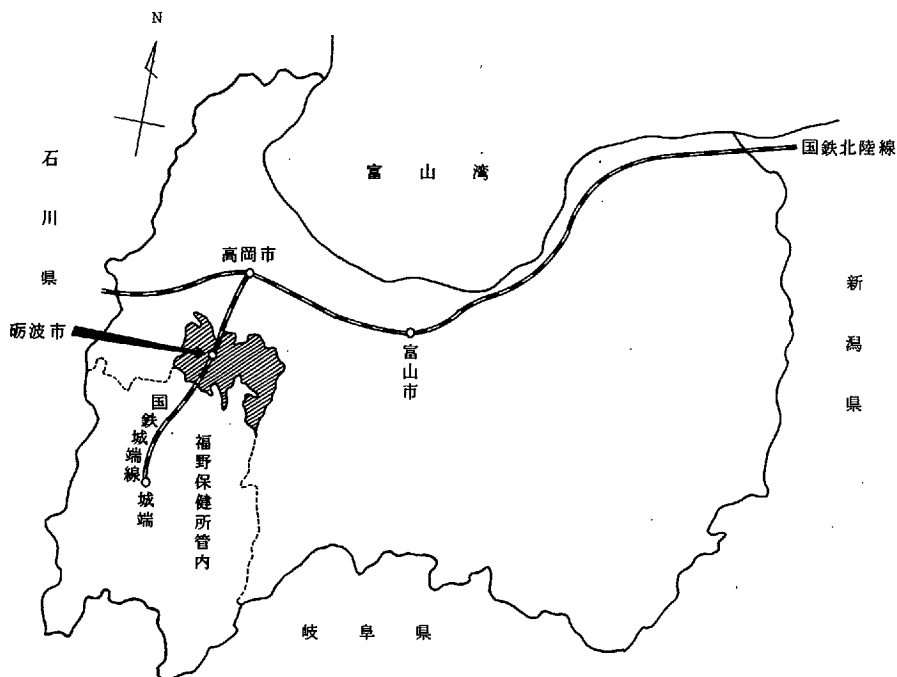 N
石川県
富山湾
国鉄北陸線
高岡市
新潟県
砺波市
富山市
国鉄城端線
福野保健所管内
城端
岐阜県